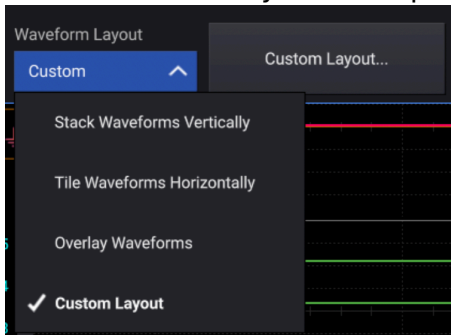 Waveform Layout
Custom
Custom Layout...
Stack Waveforms Vertically
Tile Waveforms Horizontally
Overlay Waveforms
Custom Layout